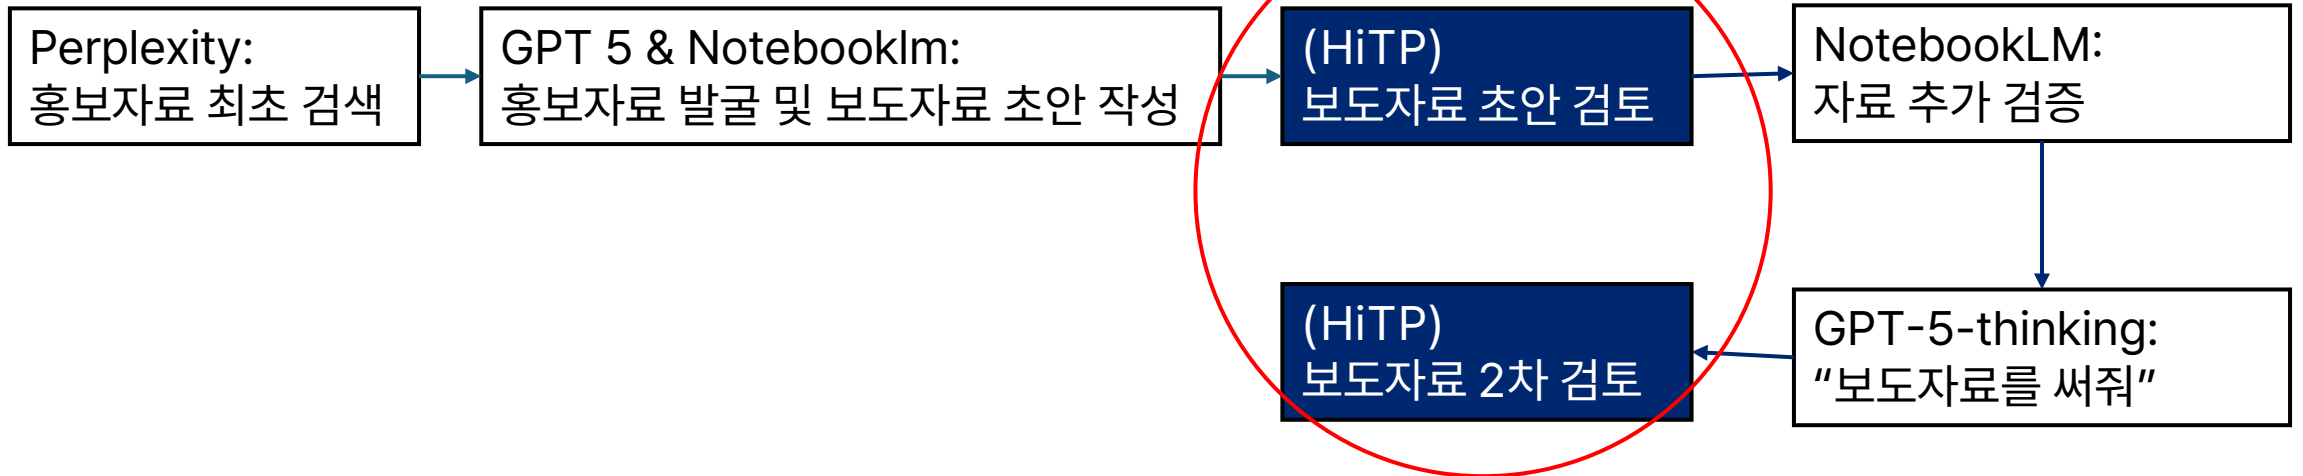 Perplexity:
홍보자료 최초 검색
GPT 5 & Notebooklm:
홍보자료 발굴 및 보도자료 초안 작성
(HiTP)
보도자료 초안 검토
NotebookLM:
자료 추가 검증
GPT-5-thinking:
“보도자료를 써줘”
(HiTP)
보도자료 2차 검토